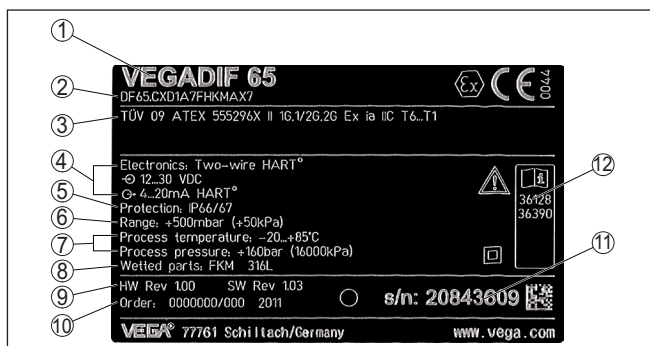 ①
VEGADIF 65
②
DF65.CXD1A7FHKMAX7
0044
③
TÜV 09 ATEX 555296X II 1G,1/2G,2G Ex ia IIC T6...T1
④
Electronics: Two-wire HART®
12...30 VDC
4...20mA HART®
⑤
Protection: IP66/67
⑥
Range: +500mbar (+50kPa)
⑦
Process temperature: -20...+85°C
Process pressure: +160bar (16000kPa)
⑧
Wetted parts: FKM 316L
⑫
36128
36390
⑨
HW Rev 1.00 SW Rev 1.03
⑩
Order: 0000000/000 2011
⑪
s/n: 20843609
VEGA® 77761 Schiltach/Germany www.vega.com
Ex CE